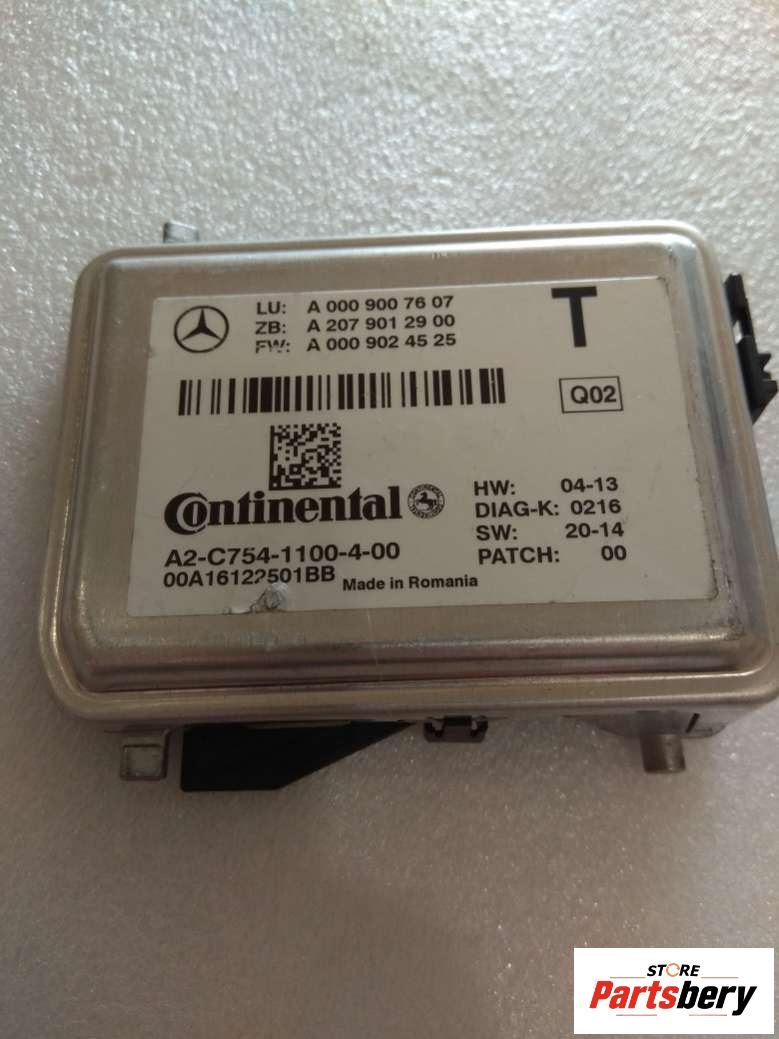 LU: A 000 900 76 07
ZB: A 207 901 29 00
FW: A 000 902 45 25
T
Q02
Continental
HW: 04-13
DIAG-K: 0216
SW: 20-14
PATCH: 00
A2-C754-1100-4-00
00A16122501BB
Made in Romania
STORE
Partsbery